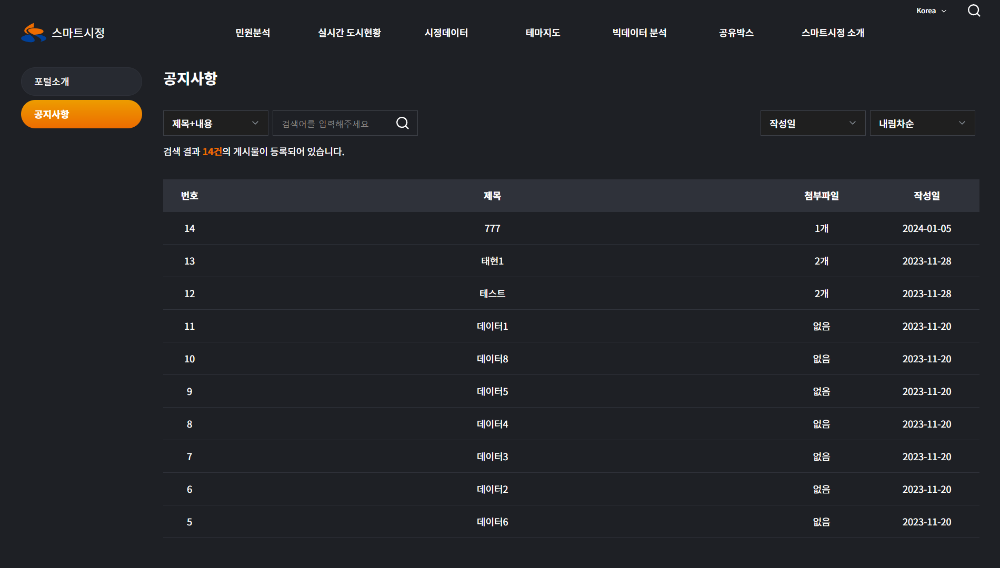 Korea
스마트시정
민원분석 실시간 도시현황 시정데이터 테마지도 빅데이터 분석 공유박스 스마트시정 소개
포털소개
공지사항
공지사항
제목+내용 검색어를 입력해주세요 작성일 내림차순
검색 결과 14건의 게시물이 등록되어 있습니다.
번호 제목 첨부파일 작성일
14 777 1개 2024-01-05
13 태현1 2개 2023-11-28
12 테스트 2개 2023-11-28
11 데이터1 없음 2023-11-20
10 데이터8 없음 2023-11-20
9 데이터5 없음 2023-11-20
8 데이터4 없음 2023-11-20
7 데이터3 없음 2023-11-20
6 데이터2 없음 2023-11-20
5 데이터6 없음 2023-11-20